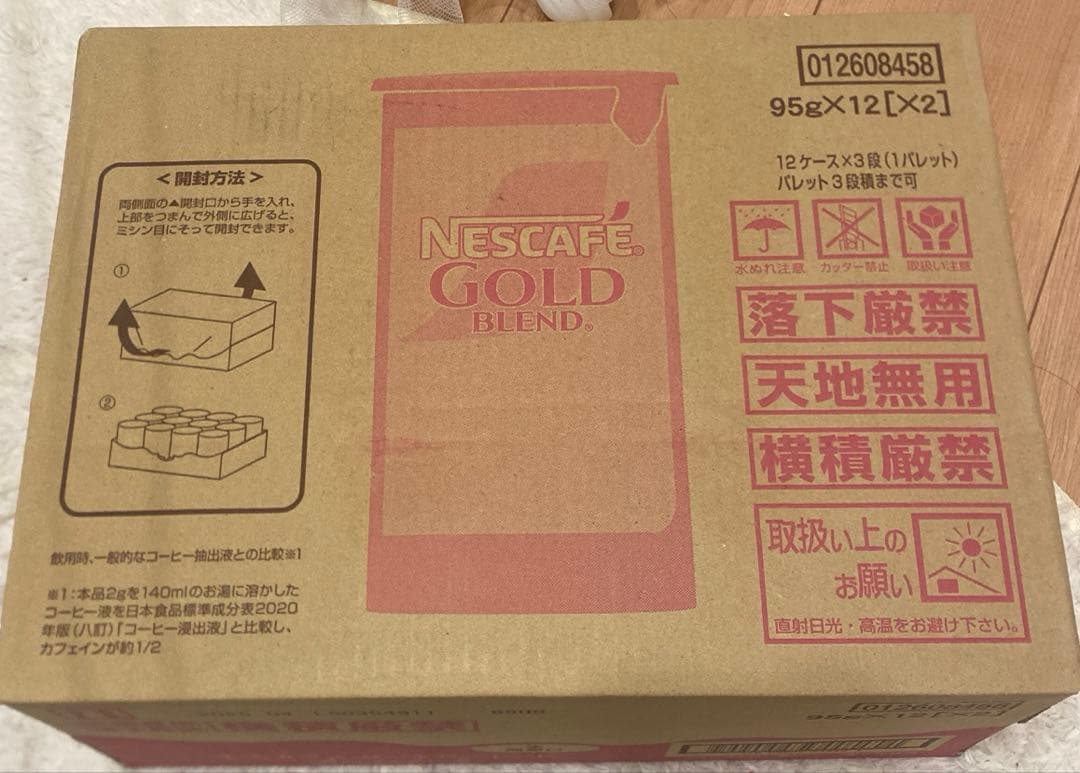 012608458
95g×12[×2]
12ケース×3段(1パレット)
パレット3段積まで可
水ぬれ注意 カッター禁止 取扱い注意
落下厳禁
天地無用
横積厳禁
取扱い上の
お願い
直射日光・高温をお避け下さい。
<開封方法>
両側面の▲開封口から手を入れ、
上部をつまんで外側に広げると、
ミシン目にそって開封できます。
①
②
NESCAFÉ®
GOLD
BLEND®
飲用時、一般的なコーヒー抽出液との比較※1
※1:本品2gを140mlのお湯に溶かした
コーヒー液を日本食品標準成分表2020
年版(八訂)「コーヒー浸出液」と比較し、
カフェインが約1/2
012608458
95g×12[×2]